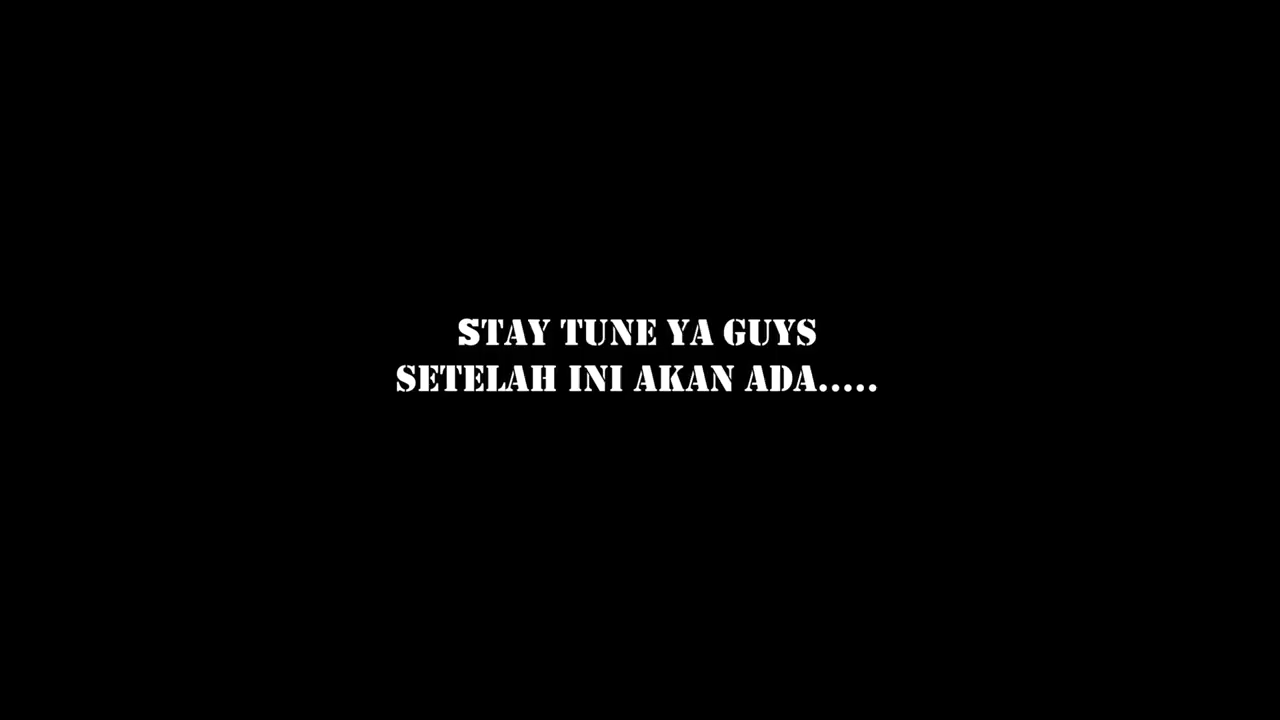 STAY TUNE YA GUYS
SETELAH INI AKAN ADA.....